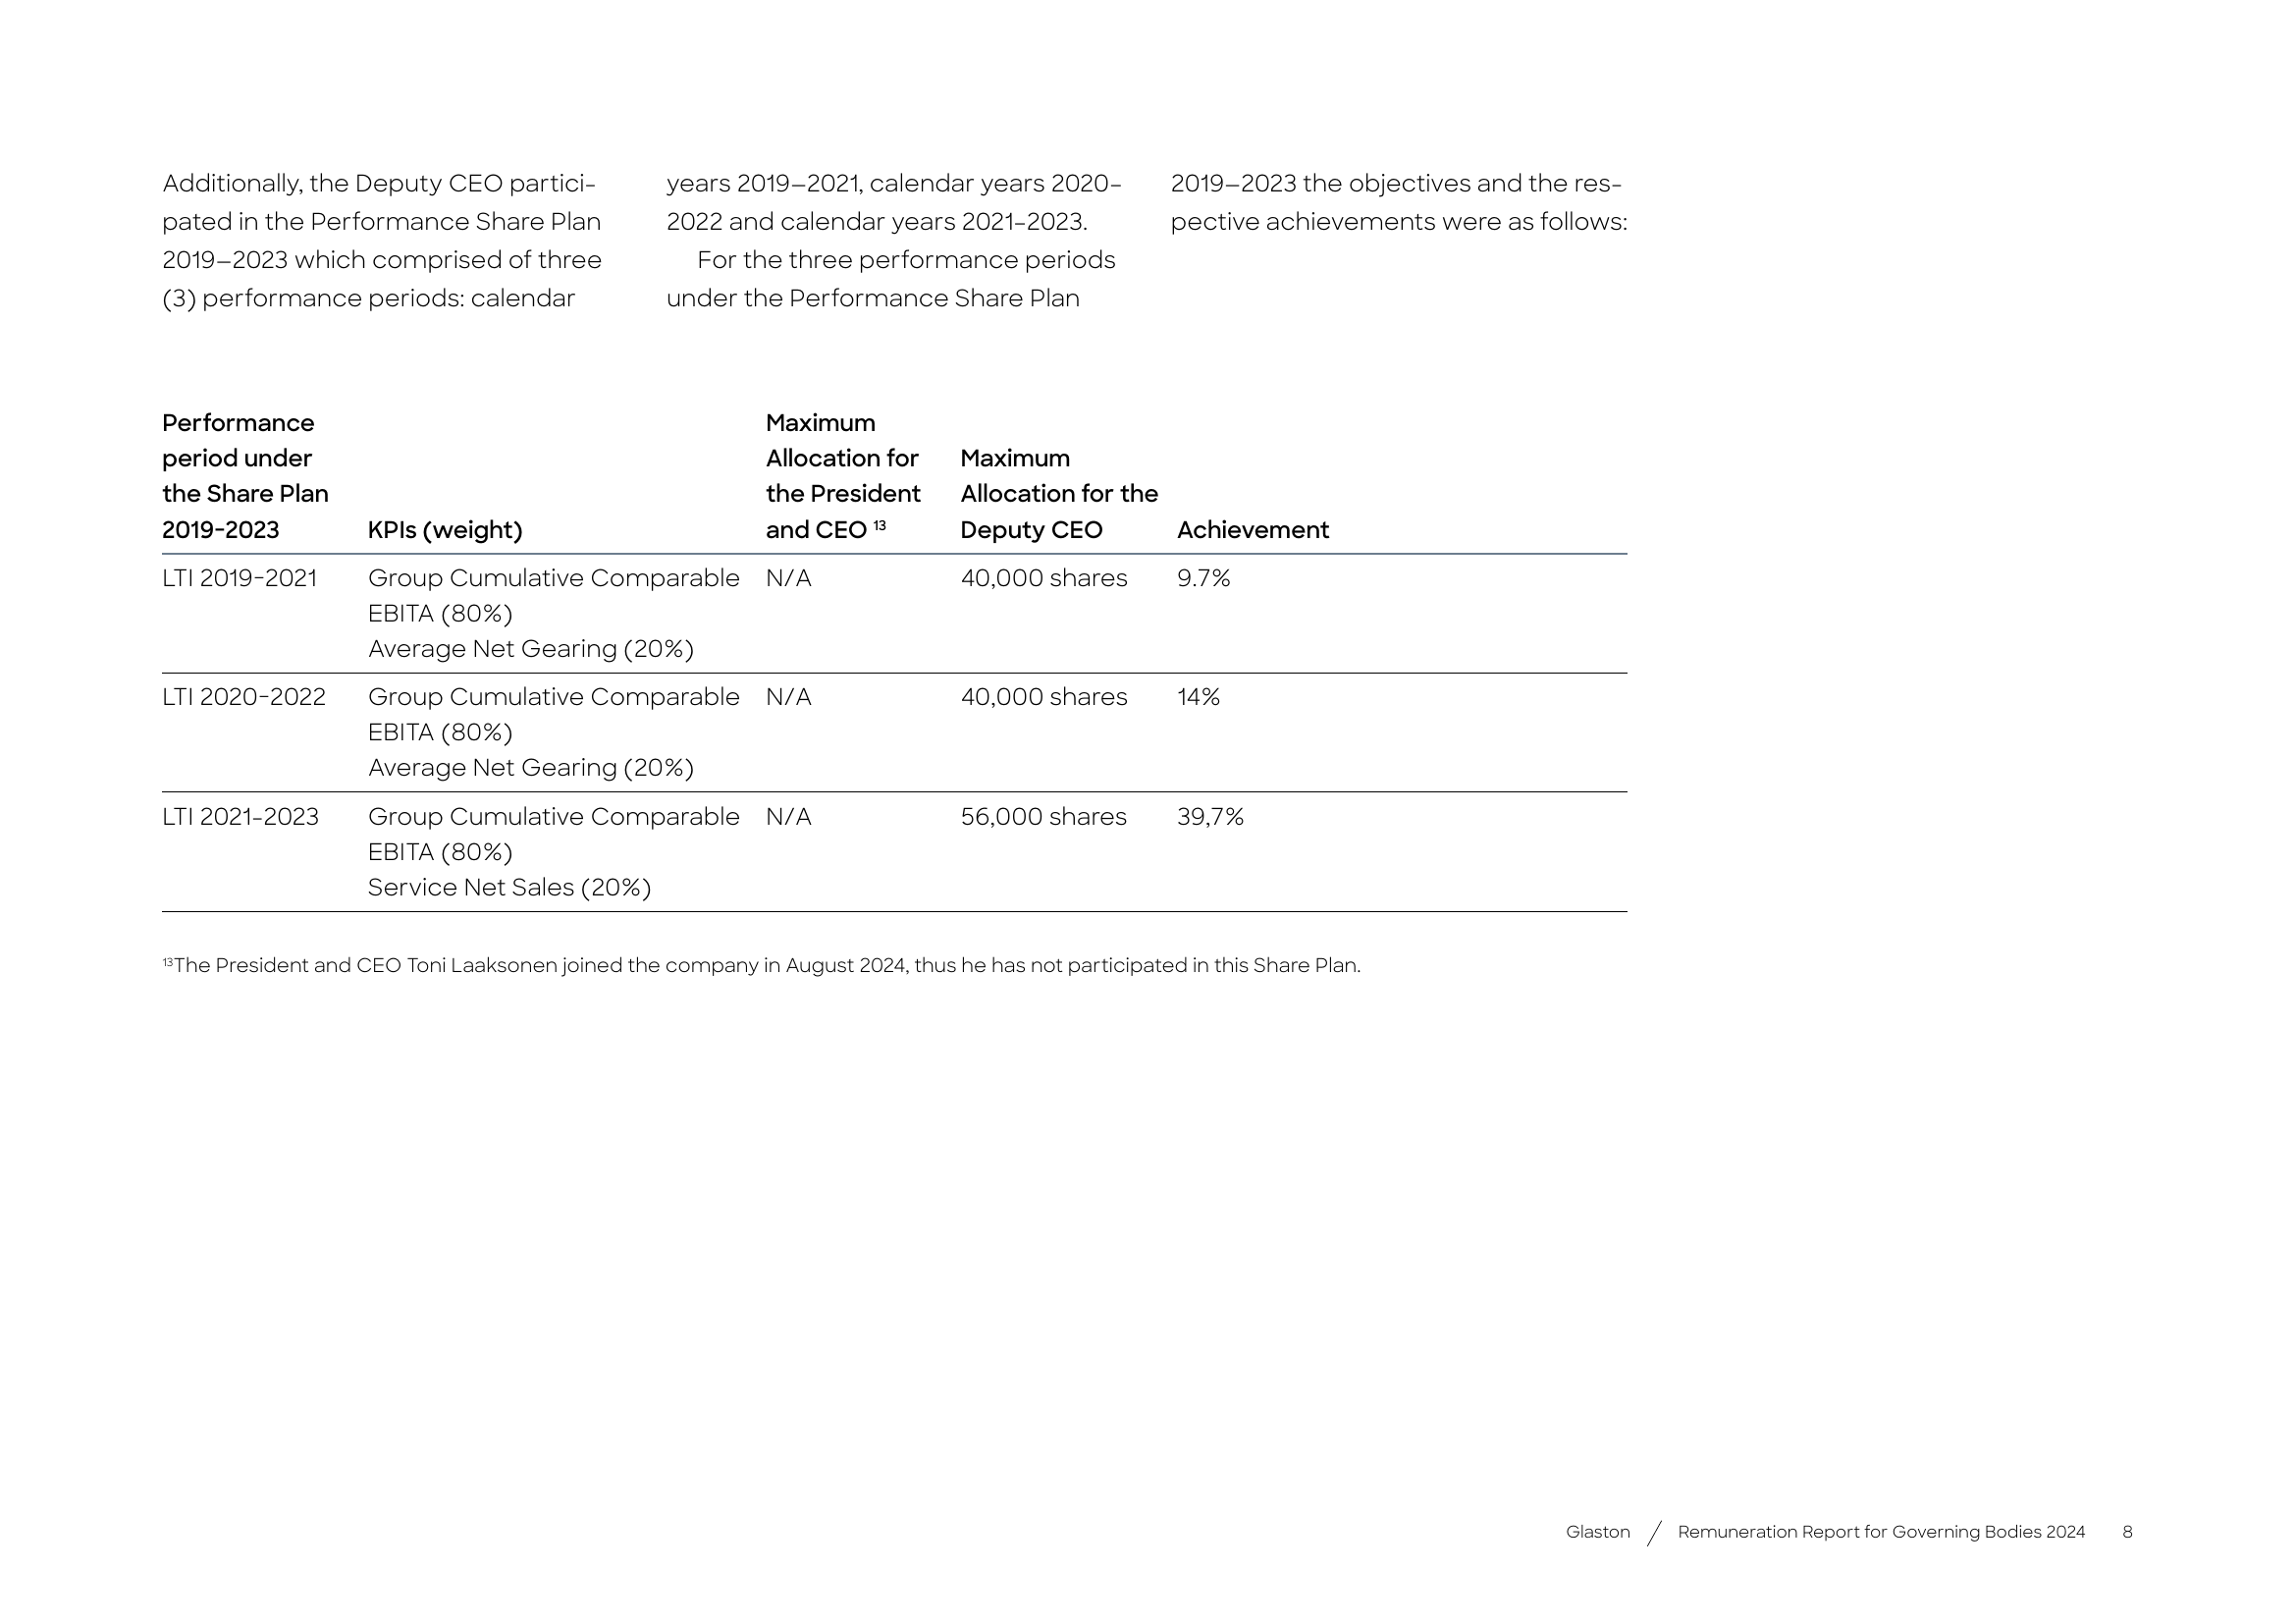 Additionally, the Deputy CEO partici-
pated in the Performance Share Plan
2019—2023 which comprised of three
(3) performance periods: calendar
years 2019—2021, calendar years 2020–
2022 and calendar years 2021–2023.
For the three performance periods
under the Performance Share Plan
2019—2023 the objectives and the res-
pective achievements were as follows:
Performance
period under
the Share Plan
2019–2023
KPIs (weight)
Maximum
Allocation for
the President
and CEO ¹³
Maximum
Allocation for the
Deputy CEO
Achievement
LTI 2019–2021
Group Cumulative Comparable
EBITA (80%)
Average Net Gearing (20%)
N/A
40,000 shares
9.7%
LTI 2020–2022
Group Cumulative Comparable
EBITA (80%)
Average Net Gearing (20%)
N/A
40,000 shares
14%
LTI 2021–2023
Group Cumulative Comparable
EBITA (80%)
Service Net Sales (20%)
N/A
56,000 shares
39,7%
¹³The President and CEO Toni Laaksonen joined the company in August 2024, thus he has not participated in this Share Plan.
Glaston / Remuneration Report for Governing Bodies 2024 8